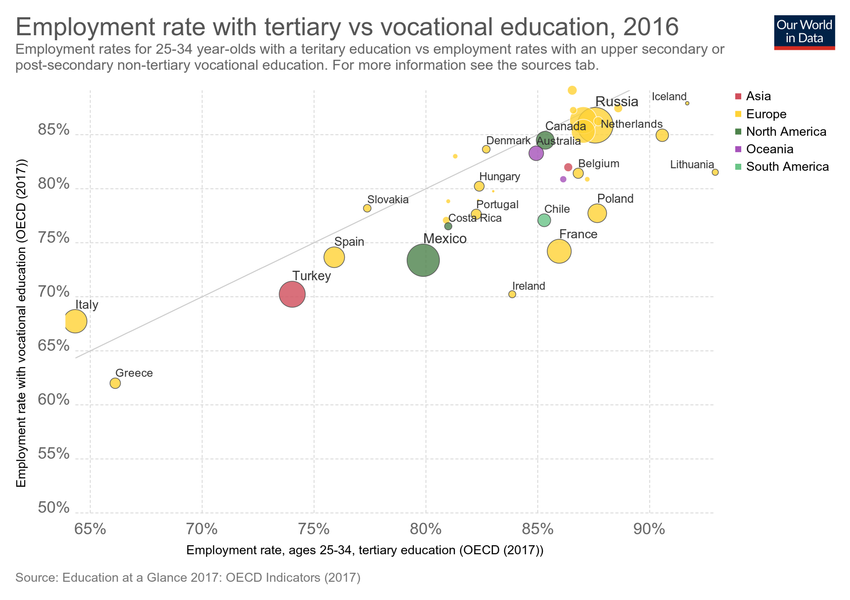 Employment rate with tertiary vs vocational education, 2016
Our World
in Data
Employment rates for 25-34 year-olds with a teritary education vs employment rates with an upper secondary or
post-secondary non-tertiary vocational education. For more information see the sources tab.
Asia
Europe
North America
Oceania
South America
Employment rate with vocational education (OECD (2017))
85%
80%
75%
70%
65%
60%
55%
50%
Russia
Iceland
Canada
Netherlands
Denmark
Australia
Belgium
Lithuania
Hungary
Slovakia
Portugal
Poland
Costa Rica
Chile
Mexico
France
Spain
Turkey
Ireland
Italy
Greece
65%
70%
75%
80%
85%
90%
Employment rate, ages 25-34, tertiary education (OECD (2017))
Source: Education at a Glance 2017: OECD Indicators (2017)